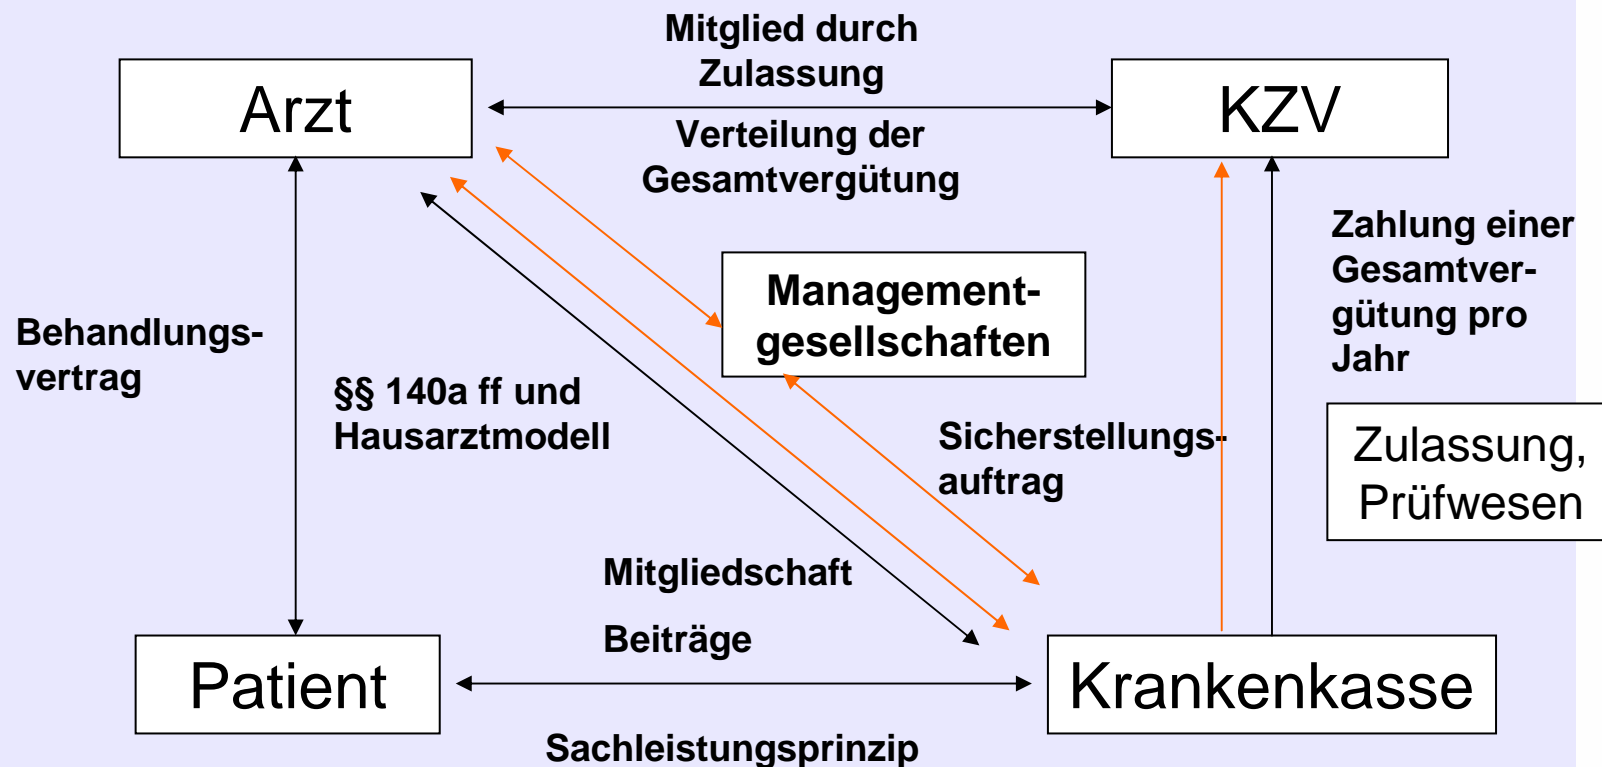 Mitglied durch
Zulassung
Arzt
KZV
Verteilung der
Gesamtvergütung
Zahlung einer
Gesamtver-
gütung pro
Jahr
Management-
gesellschaften
Behandlungs-
vertrag
§§ 140a ff und
Hausarztmodell
Sicherstellungs-
auftrag
Zulassung,
Prüfwesen
Mitgliedschaft
Beiträge
Patient
Krankenkasse
Sachleistungsprinzip